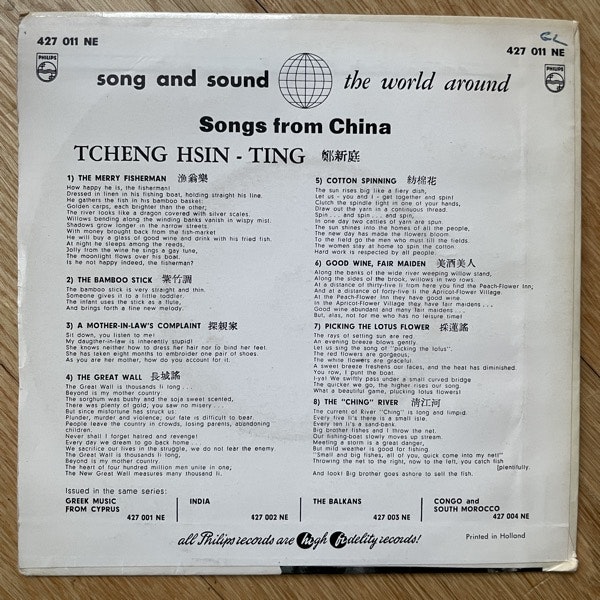 427 011 NE
CL
427 011 NE
PHILIPS
PHILIPS
song and sound the world around
Songs from China
TCHENG HSIN - TING 鄭新庭
1) THE MERRY FISHERMAN 漁翁樂
How happy he is, the fisherman!
Dressed in linen in his fishing boat, holding straight his line.
He gathers the fish in his bamboo basket:
Golden carps, each brighter than the other;
The river looks like a dragon covered with silver scales.
Willows bending along the winding banks vanish in wispy mist.
Shadows grow longer in the narrow streets.
With money brought back from the fish market
He will buy a glass of good wine and drink with his fried fish.
At night he sleeps among the reeds,
Jolly from the wine he sings a gay tune,
The moonlight flows over his boat.
Is he not happy indeed, the fisherman?
2) THE BAMBOO STICK 紫竹調
The bamboo stick is very straight and thin.
Someone gives it to a little toddler.
The infant uses the stick as a flute,
And brings forth a fine new melody.
3) A MOTHER-IN-LAW'S COMPLAINT 探親家
Sit down, you listen to me!
My daughter-in-law is inherently stupid!
She knows neither how to dress her hair nor to bind her feet.
She has taken eight months to embroider one pair of shoes.
As you are her mother, how do you account for it.
4) THE GREAT WALL 長城謠
The Great Wall is thousands li long . . .
Beyond is my mother country
The sorghum was bushy and the soja sweet scented,
There was plenty of gold; you saw no misery . . .
But since misfortune has struck us:
Plunder, murder and violence; our fate is difficult to bear.
People leave the country in crowds, losing parents, abandoning
children.
Never shall I forget hatred and revenge!
Every day we dream to go back home . . .
We sacrifice our lives in the struggle, we do not fear the enemy.
The Great Wall is thousands li long,
Beyond is my mother country.
The heart of four hundred million men unite in one,
The New Great Wall measures many thousand li.
5) COTTON SPINNING 紡棉花
The sun rises big like a fiery dish,
Let us - you and I - get together and spin!
Clutch the spindle tight in one of your hands,
Draw out the yarn in a continuous thread.
Spin . . . and spin . . . and spin,
In one day two catties of yarn are spun.
The sun shines into the homes of all the people,
The new day has made the flowers bloom.
To the field go the men who must till the fields.
The women stay at home to spin the cotton.
Hard work is respected by all people.
6) GOOD WINE, FAIR MAIDEN 美酒美人
Along the banks of the wide river weeping willow stand,
Along the sides of the brook, willows in two rows.
At a distance of thirty-five li from here you find the Peach-Flower Inn,
And at a distance of forty-five li the Apricot-Flower Village.
At the Peach-Flower Inn they have good wine.
In the Apricot-Flower Village they have fair maidens . . .
Good wine abundant and many fair maidens . . .
But, alas, not for me who has no leisure time!
7) PICKING THE LOTUS FLOWER 採蓮謠
The rays of setting sun are red.
An evening breeze blows gently.
Let us sing the song of "picking the lotus".
The red flowers are gorgeous;
the white flowers are graceful.
A sweet breeze freshens our faces, and the heat has diminished.
You row, I punt the boat.
I-ya! We swiftly pass under a small curved bridge
The quicker we go, the higher rises our song.
What a beautiful game, plucking lotus flowers!
8) THE "CHING" RIVER 清江河
The current of River "Ching" is long and limpid.
Every five li's there is a small isle.
Every ten li's a sand-bank.
Big brother fishes and I throw the net.
Our fishing-boat slowly moves up stream.
Meeting a storm is a great danger,
But mild weather is good for fishing
"Small and big fishes, all of you, quick come into my net!"
Throwing the net to the right, now to the left, you catch fish
[plentifully.
And look! Big brother goes ashore to sell the fish.
Issued in the same series:
GREEK MUSIC
FROM CYPRUS
427 001 NE
INDIA
427 002 NE
THE BALKANS
427 003 NE
CONGO and
SOUTH MOROCCO
427 004 NE
all Philips records are high fidelity records!
Printed in Holland